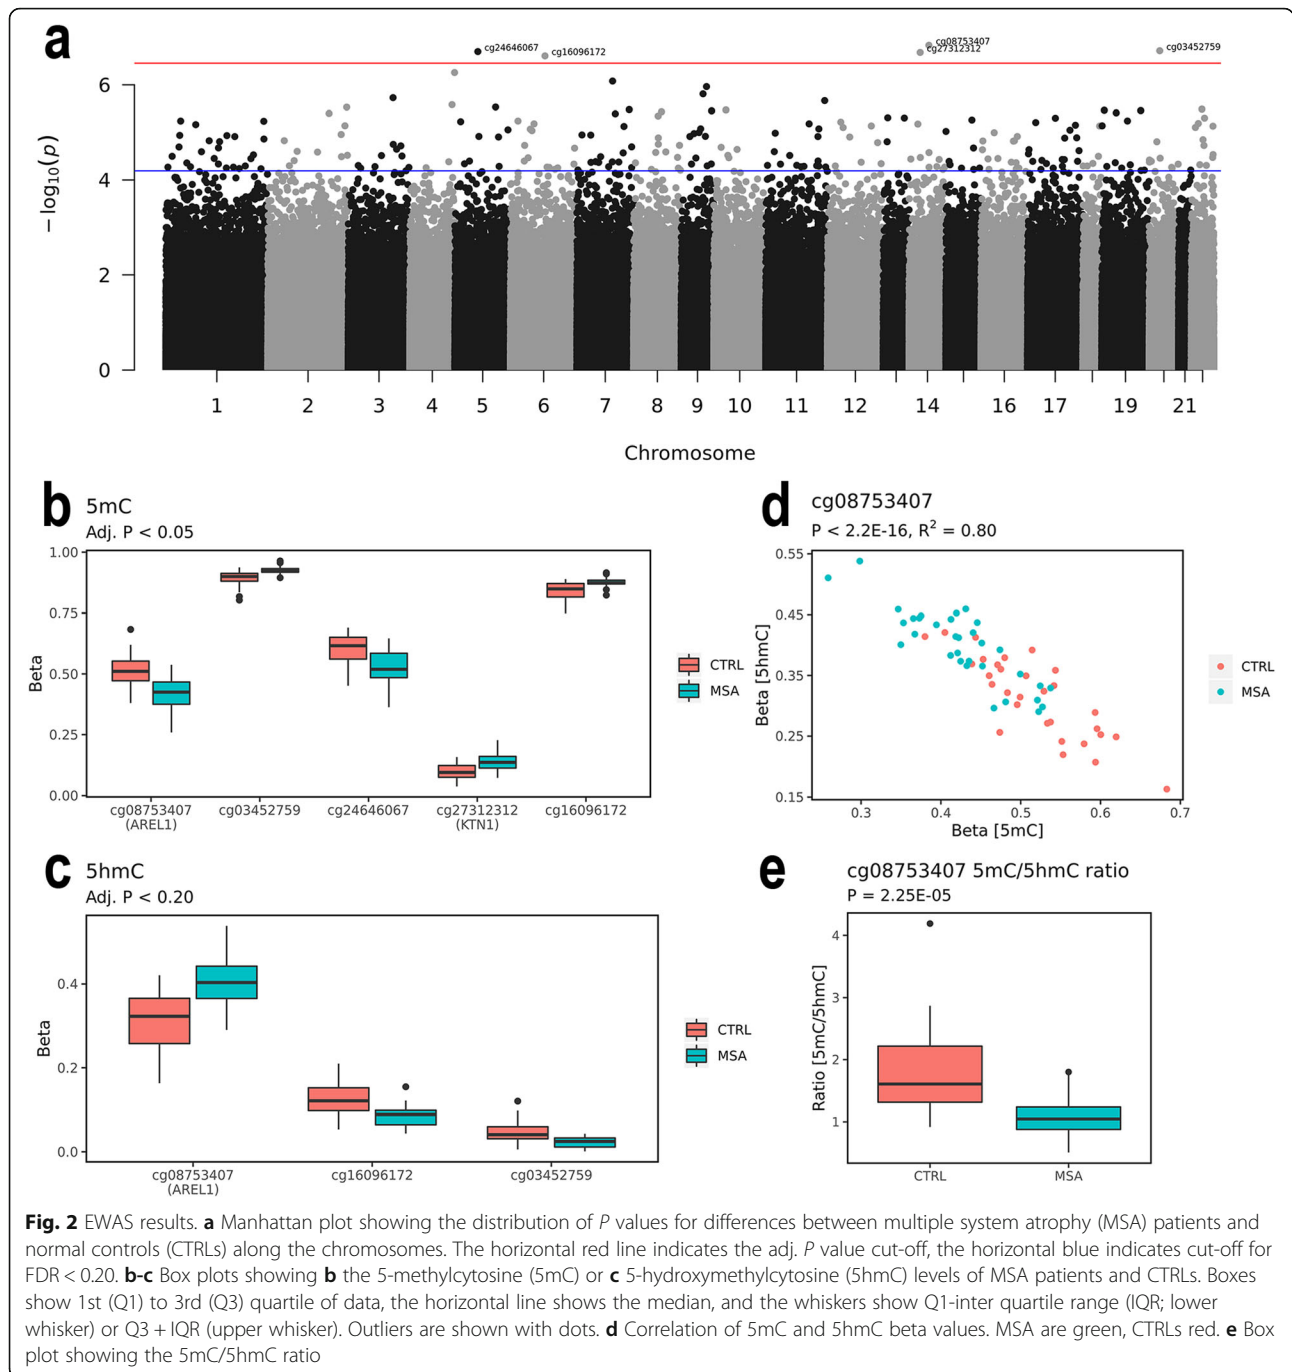 a
cg24646067
cg16096172
cg08753407
cg27312312
cg03452759
−log10(p)
6
4
2
0
1 2 3 4 5 6 7 8 9 10 11 12 14 16 17 19 21
Chromosome
b
5mC
Adj. P < 0.05
Beta
1.00
0.75
0.50
0.25
0.00
cg08753407 cg03452759 cg24646067 cg27312312 cg16096172
(AREL1) (KTN1)
CTRL
MSA
d
cg08753407
P < 2.2E-16, R² = 0.80
Beta [5hmC]
0.55
0.45
0.35
0.25
0.15
0.3 0.4 0.5 0.6 0.7
Beta [5mC]
CTRL
MSA
c
5hmC
Adj. P < 0.20
Beta
0.4
0.2
0.0
cg08753407 cg16096172 cg03452759
(AREL1)
CTRL
MSA
e
cg08753407 5mC/5hmC ratio
P = 2.25E-05
Ratio [5mC/5hmC]
4
3
2
1
CTRL MSA
Fig. 2 EWAS results. a Manhattan plot showing the distribution of P values for differences between multiple system atrophy (MSA) patients and
normal controls (CTRLs) along the chromosomes. The horizontal red line indicates the adj. P value cut-off, the horizontal blue indicates cut-off for
FDR < 0.20. b-c Box plots showing b the 5-methylcytosine (5mC) or c 5-hydroxymethylcytosine (5hmC) levels of MSA patients and CTRLs. Boxes
show 1st (Q1) to 3rd (Q3) quartile of data, the horizontal line shows the median, and the whiskers show Q1-inter quartile range (IQR; lower
whisker) or Q3 + IQR (upper whisker). Outliers are shown with dots. d Correlation of 5mC and 5hmC beta values. MSA are green, CTRLs red. e Box
plot showing the 5mC/5hmC ratio